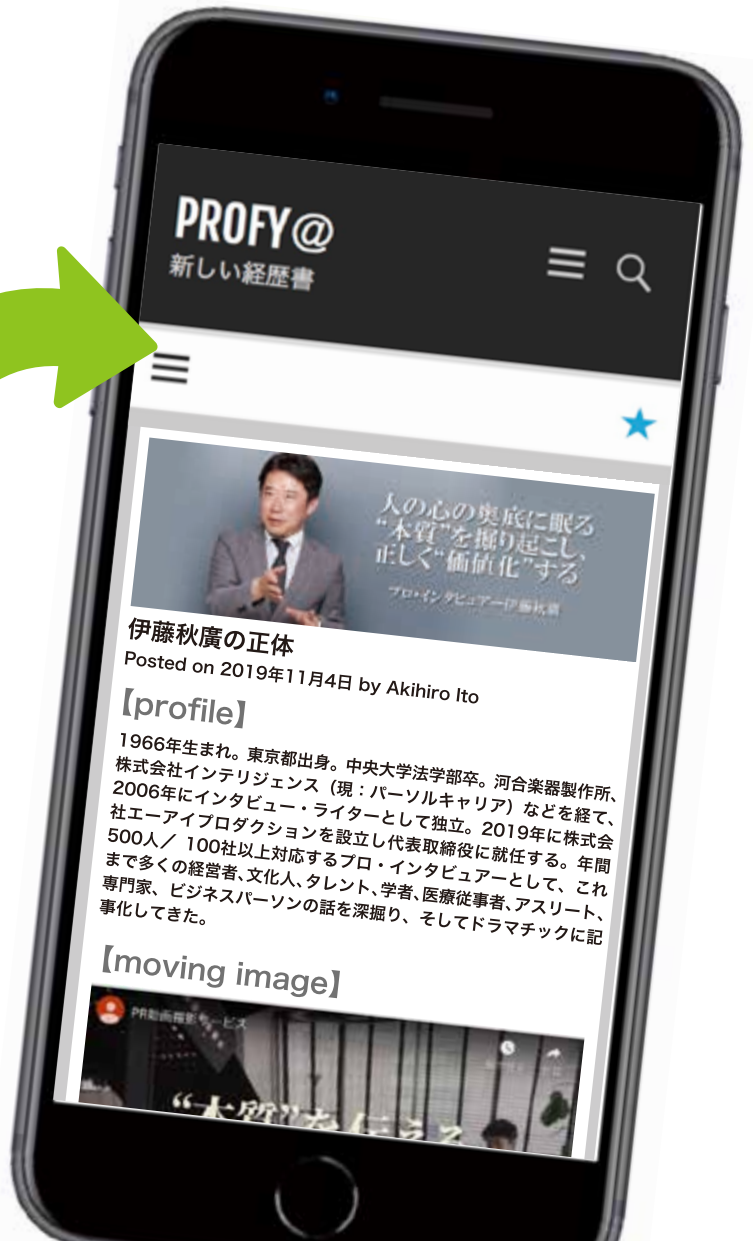 PROFY@
新しい経歴書
人の心の奥底に眠る
“本質”を掘り起こし、
正しく“価値化”する
プロ・インタビュアー伊藤秋廣
伊藤秋廣の正体
Posted on 2019年11月4日 by Akihiro Ito
【profile】
1966年生まれ。東京都出身。中央大学法学部卒。河合楽器製作所、
株式会社インテリジェンス（現：パーソルキャリア）などを経て、
2006年にインタビュー・ライターとして独立。2019年に株式会
社エーアイプロダクションを設立し代表取締役に就任する。年間
500人／ 100社以上対応するプロ・インタビュアーとして、これ
まで多くの経営者、文化人、タレント、学者、医療従事者、アスリート、
専門家、ビジネスパーソンの話を深掘り、そしてドラマチックに記
事化してきた。
【moving image】
PR動画撮影サービス
“本質”を伝える